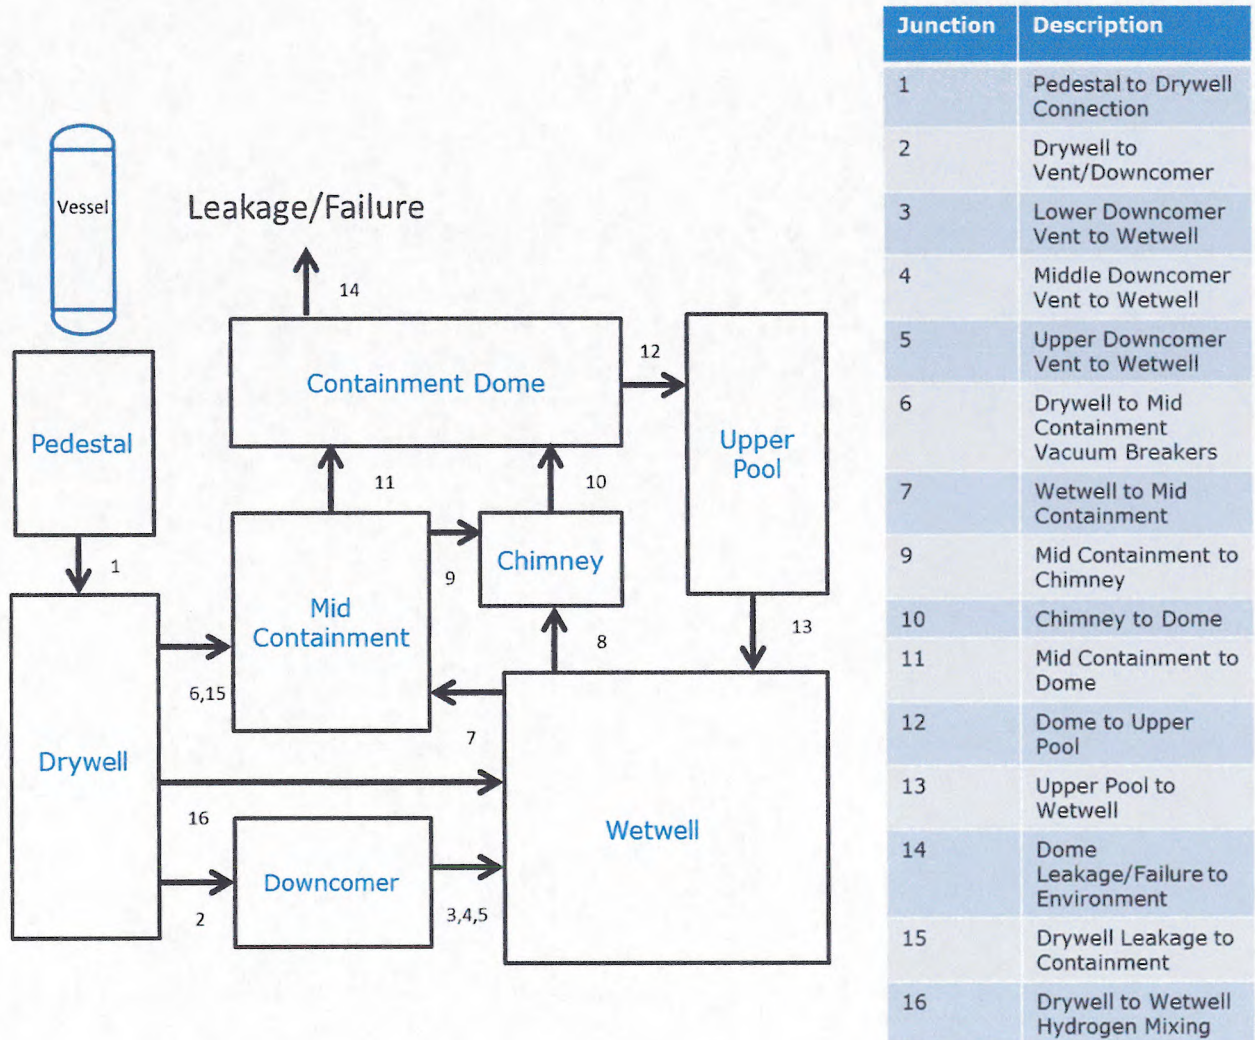 Vessel
Leakage/Failure
14
12
Containment Dome
Pedestal
Upper
Pool
11
10
1
Chimney
9
Mid
Containment
13
8
6,15
7
Drywell
16
Wetwell
Downcomer
2
3,4,5
Junction Description
1 Pedestal to Drywell
Connection
2 Drywell to
Vent/Downcomer
3 Lower Downcomer
Vent to Wetwell
4 Middle Downcomer
Vent to Wetwell
5 Upper Downcomer
Vent to Wetwell
6 Drywell to Mid
Containment
Vacuum Breakers
7 Wetwell to Mid
Containment
9 Mid Containment to
Chimney
10 Chimney to Dome
11 Mid Containment to
Dome
12 Dome to Upper
Pool
13 Upper Pool to
Wetwell
14 Dome
Leakage/Failure to
Environment
15 Drywell Leakage to
Containment
16 Drywell to Wetwell
Hydrogen Mixing